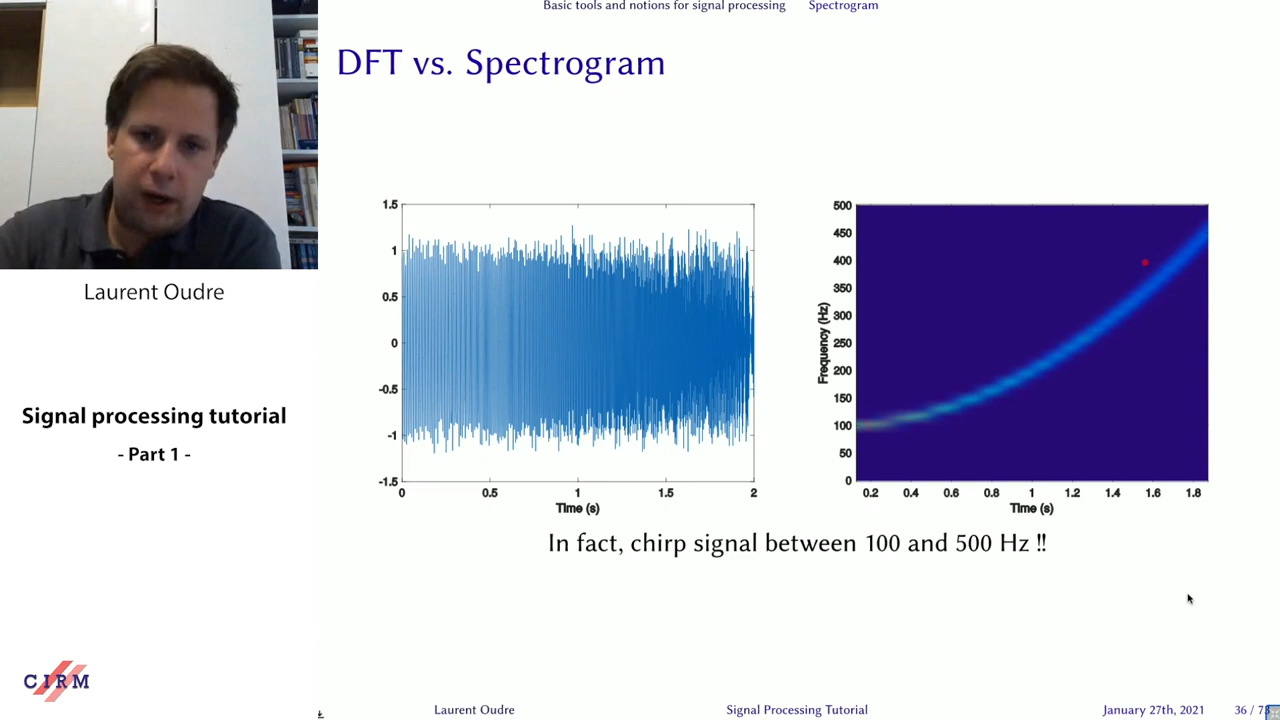 Basic tools and notions for signal processing Spectrogram
DFT vs. Spectrogram
Laurent Oudre
Signal processing tutorial
- Part 1 -
CIRM
1.5
1
0.5
0
-0.5
-1
-1.5
0 0.5 1 1.5 2
Time (s)
Frequency (Hz)
500
450
400
350
300
250
200
150
100
50
0
0.2 0.4 0.6 0.8 1 1.2 1.4 1.6 1.8
Time (s)
In fact, chirp signal between 100 and 500 Hz !!
Laurent Oudre Signal Processing Tutorial January 27th, 2021 36 /